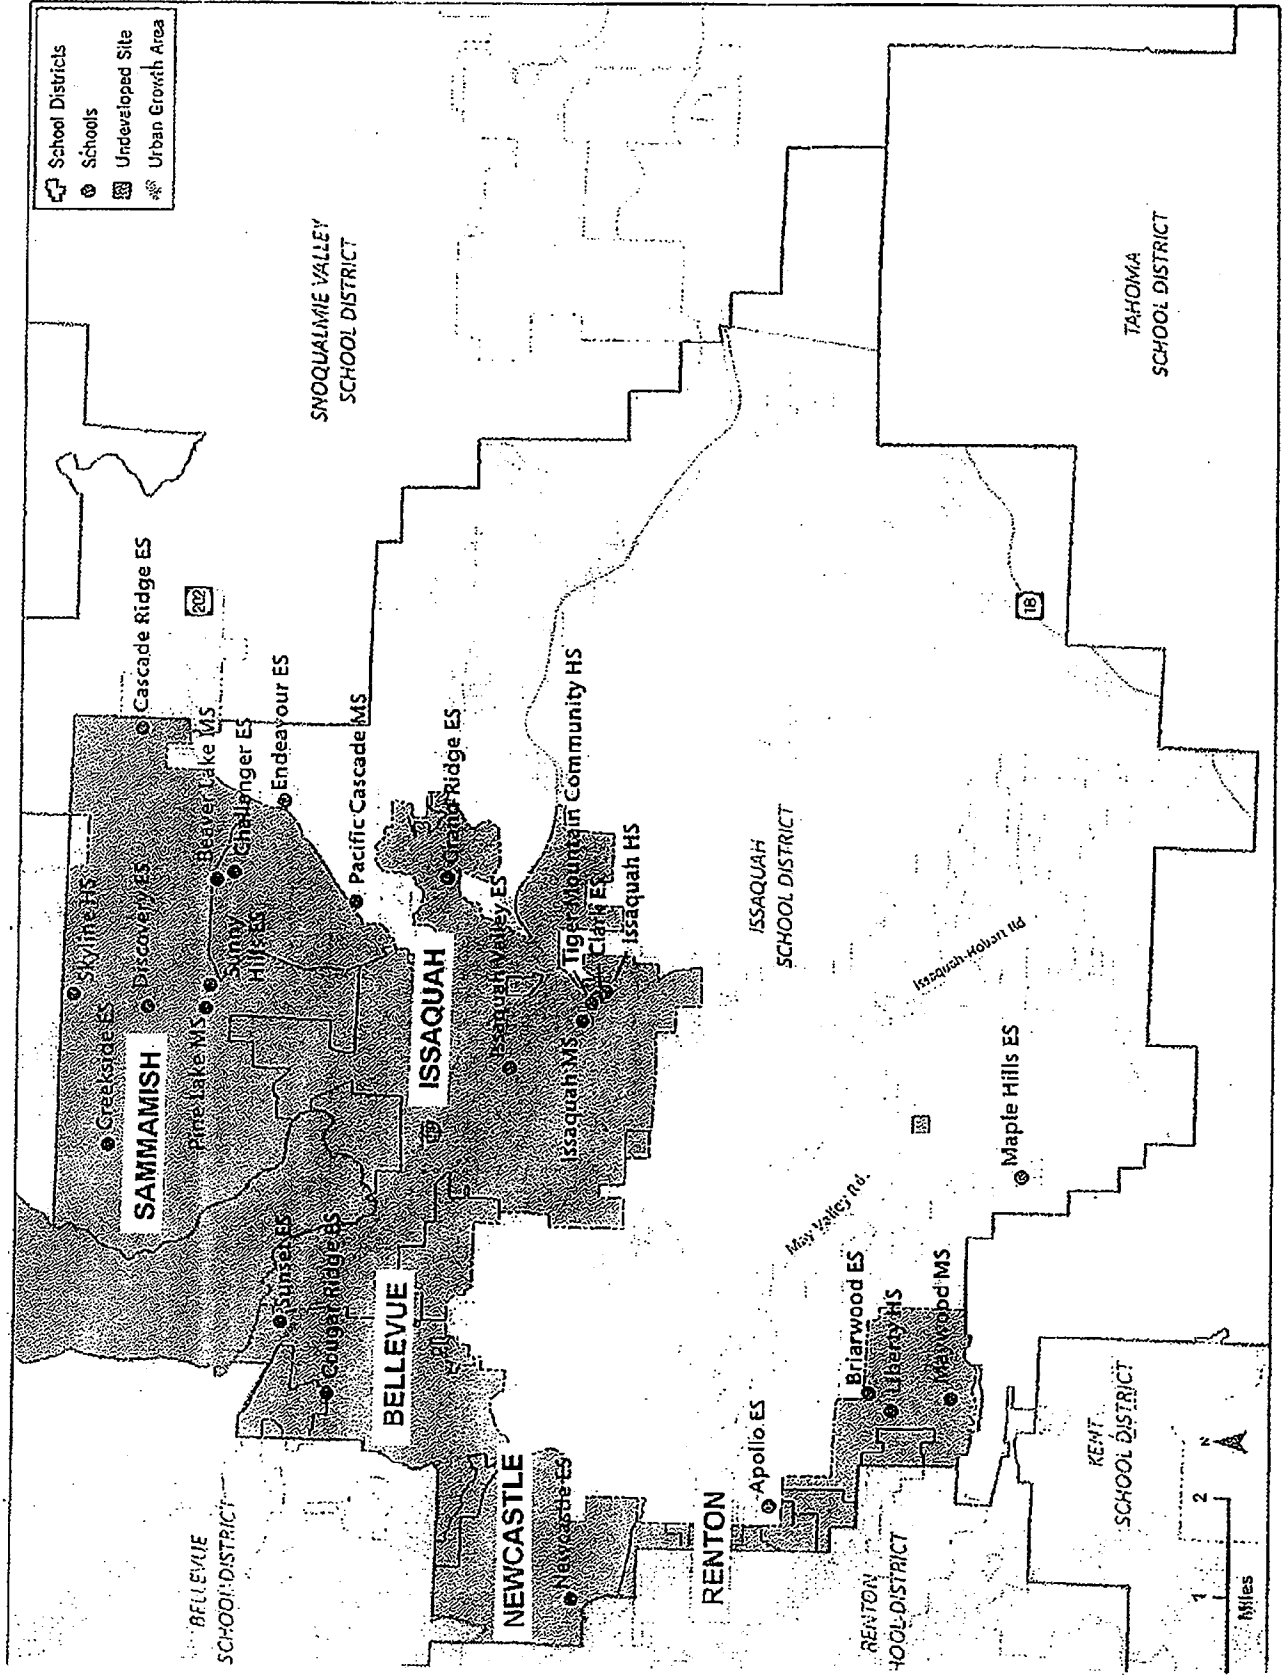 School Districts
Schools
Undeveloped Site
Urban Growth Area
SNOQUALMIE VALLEY
SCHOOL DISTRICT
TAHOMA
SCHOOL DISTRICT
202
18
Cascade Ridge ES
Endeavour ES
Beaver Lake MS
Challenger ES
Pacific Cascade MS
Grand Ridge ES
Skyline HS
Discovery ES
Sunny
Hills ES
Creekside ES
Pine Lake MS
SAMMAMISH
ISSAQUAH
Issaquah Valley ES
Tiger Mountain Community HS
Clark ES
Issaquah HS
Issaquah MS
ISSAQUAH
SCHOOL DISTRICT
Issaquah-Hobart Rd
Maple Hills ES
May Valley Rd.
Sunset ES
Cougar Ridge ES
BELLEVUE
Briarwood ES
Liberty HS
Maywood MS
Apollo ES
NEWCASTLE
Newcastle ES
RENTON
BELLEVUE
SCHOOL DISTRICT
RENTON
HOOL DISTRICT
KENT
SCHOOL DISTRICT
N
1
2
Miles